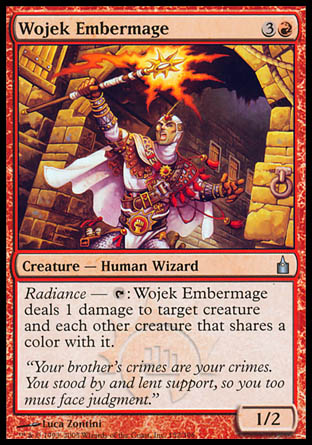 Wojek Embermage 3
Creature — Human Wizard
Radiance — : Wojek Embermage
deals 1 damage to target creature
and each other creature that shares a
color with it.
“Your brother’s crimes are your crimes.
You stood by and lent support, so you too
must face judgment.”
Luca Zontini
1/2